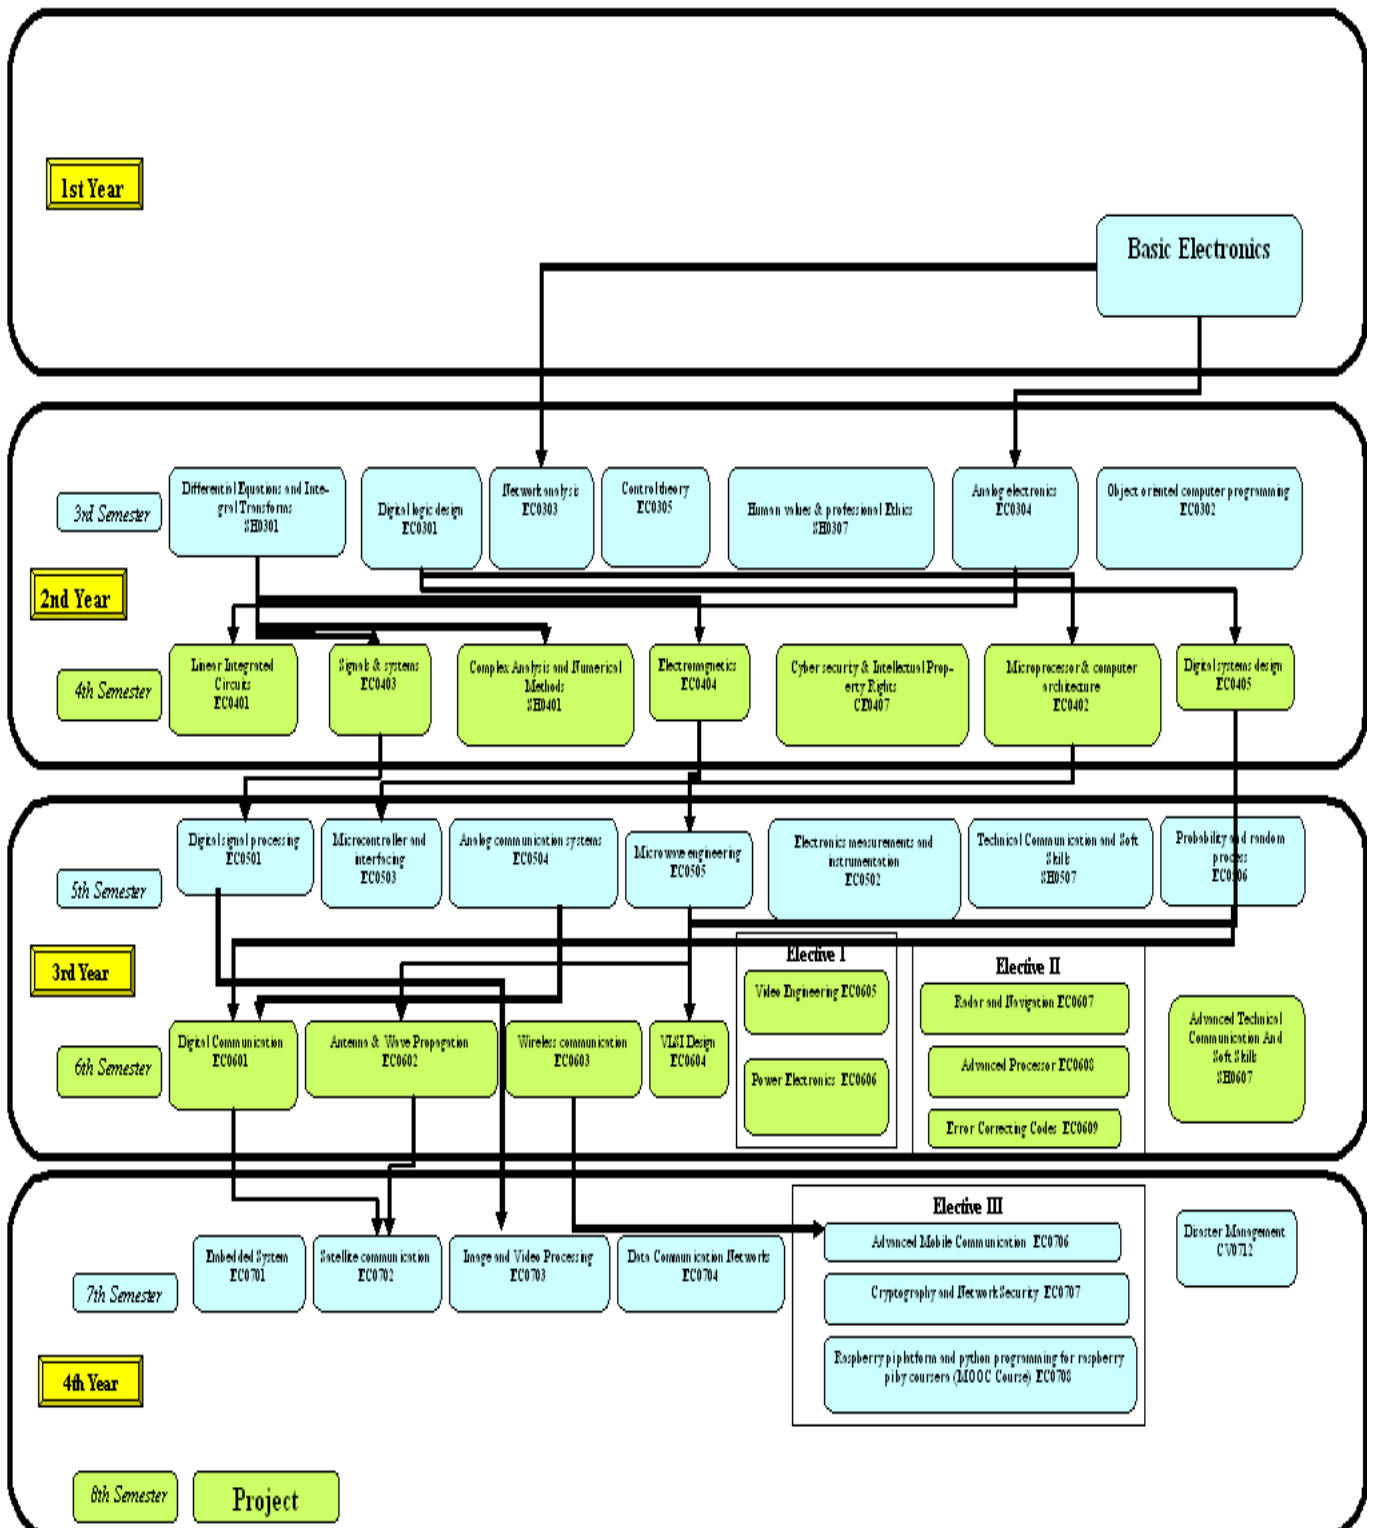 1st Year
Basic Electronics
3rd Semester
Differential Equations and Inte-
gral Transforms
SH0301
Digital logic design
EC0301
Network analysis
EC0303
Control theory
EC0305
Human values & professional Ethics
SH0307
Analog electronics
EC0304
Object oriented computer programming
EC0302
2nd Year
4th Semester
Linear Integrated
Circuits
EC0401
Signals & systems
EC0403
Complex Analysis and Numerical
Methods
SH0401
Electromagnetics
EC0404
Cyber security & Intellectual Prop-
erty Rights
CE0407
Microprocessor & computer
architecture
EC0402
Digital systems design
EC0405
5th Semester
Digital signal processing
EC0501
Microcontroller and
interfacing
EC0503
Analog communication systems
EC0504
Microwave engineering
EC0505
Electronics measurements and
instrumentation
EC0502
Technical Communication and Soft
Skills
SH0507
Probability and random
process
EC0506
3rd Year
6th Semester
Digital Communication
EC0601
Antenna & Wave Propagation
EC0602
Wireless communication
EC0603
VLSI Design
EC0604
Elective I
Video Engineering EC0605
Power Electronics EC0606
Elective II
Radar and Navigation EC0607
Advanced Processor EC0608
Error Correcting Codes EC0609
Advanced Technical
Communication And
Soft Skills
SH0607
7th Semester
Embedded System
EC0701
Satellite communication
EC0702
Image and Video Processing
EC0703
Data Communication Networks
EC0704
Elective III
Advanced Mobile Communication EC0706
Cryptography and Network Security EC0707
Raspberry pi platform and python programming for raspberry
pi by coursera (MOOC Course) EC0708
Disaster Management
CV0712
4th Year
8th Semester
Project